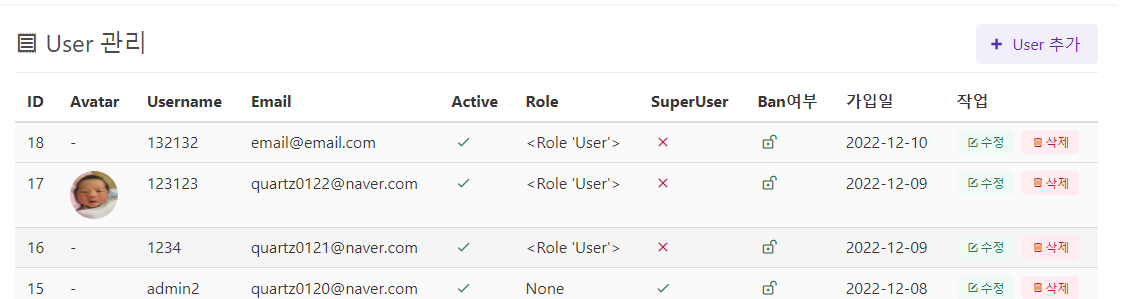 User 관리
User 추가
ID Avatar Username Email Active Role SuperUser Ban여부 가입일 작업
18 - 132132 email@email.com <Role 'User'> 2022-12-10 수정 삭제
17 123123 quartz0122@naver.com <Role 'User'> 2022-12-09 수정 삭제
16 - 1234 quartz0121@naver.com <Role 'User'> 2022-12-09 수정 삭제
15 - admin2 quartz0120@naver.com None 2022-12-08 수정 삭제